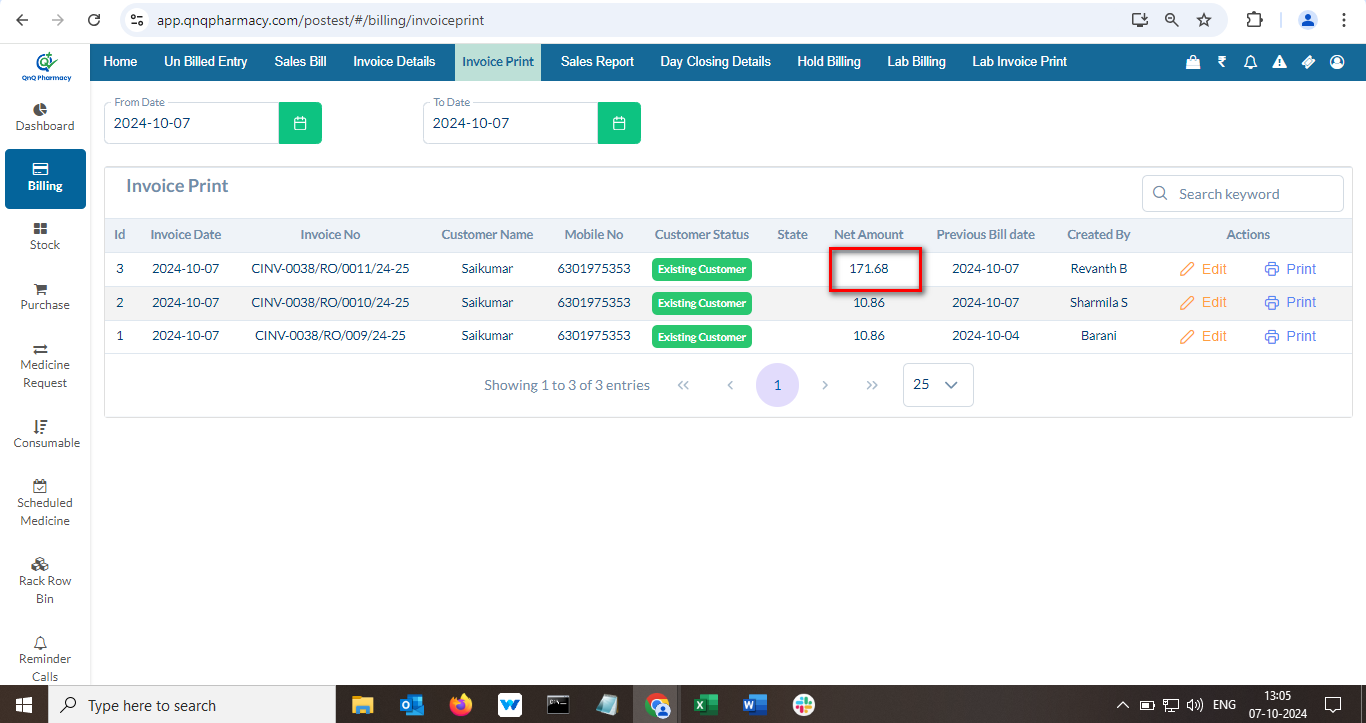 app.qnqpharmacy.com/postest/#/billing/invoiceprint
QnQ Pharmacy
Home Un Billed Entry Sales Bill Invoice Details Invoice Print Sales Report Day Closing Details Hold Billing Lab Billing Lab Invoice Print
Dashboard
Billing
Stock
Purchase
Medicine
Request
Consumable
Scheduled
Medicine
Rack Row
Bin
Reminder
Calls
From Date To Date
2024-10-07 2024-10-07
Invoice Print
Search keyword
Id Invoice Date Invoice No Customer Name Mobile No Customer Status State Net Amount Previous Bill date Created By Actions
3 2024-10-07 CINV-0038/RO/0011/24-25 Saikumar 6301975353 Existing Customer 171.68 2024-10-07 Revanth B Edit Print
2 2024-10-07 CINV-0038/RO/0010/24-25 Saikumar 6301975353 Existing Customer 10.86 2024-10-07 Sharmila S Edit Print
1 2024-10-07 CINV-0038/RO/009/24-25 Saikumar 6301975353 Existing Customer 10.86 2024-10-04 Barani Edit Print
Showing 1 to 3 of 3 entries << < 1 > >> 25
Type here to search
ENG
13:05
07-10-2024